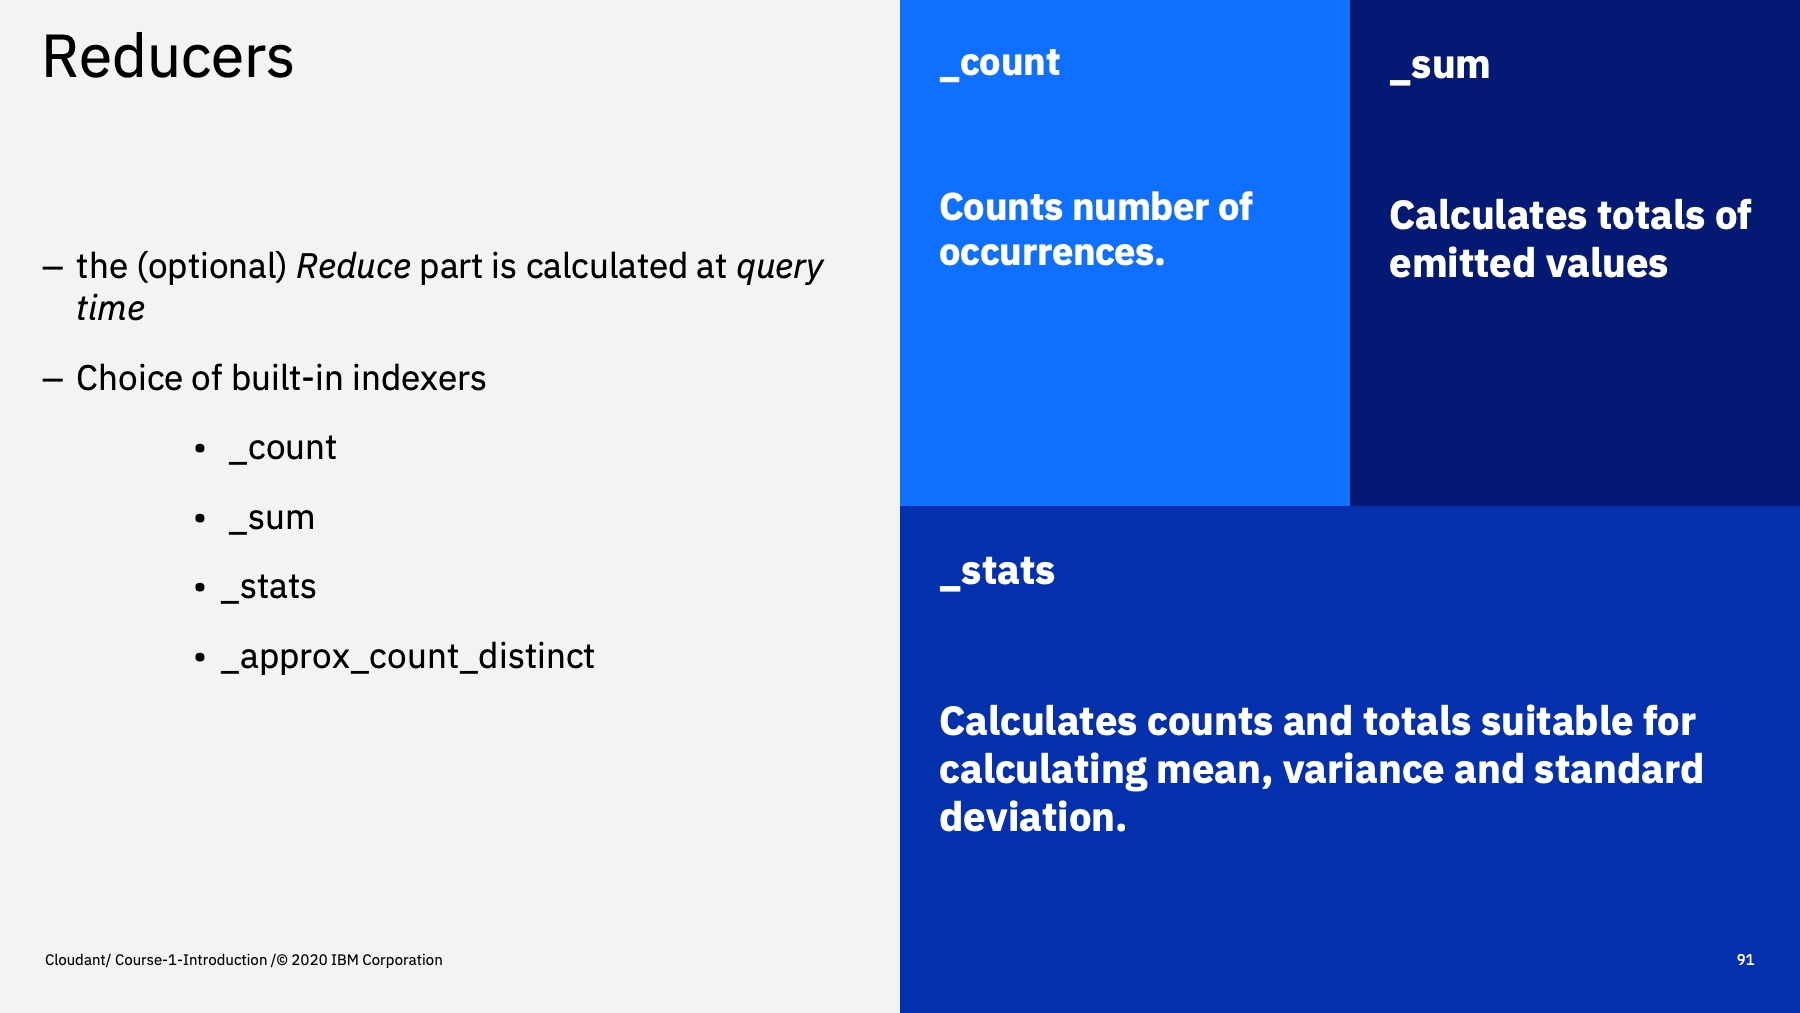 Reducers
– the (optional) Reduce part is calculated at query
time
– Choice of built-in indexers
• _count
• _sum
• _stats
• _approx_count_distinct
Cloudant/ Course-1-Introduction /© 2020 IBM Corporation
_count
Counts number of
occurrences.
_sum
Calculates totals of
emitted values
_stats
Calculates counts and totals suitable for
calculating mean, variance and standard
deviation.
91